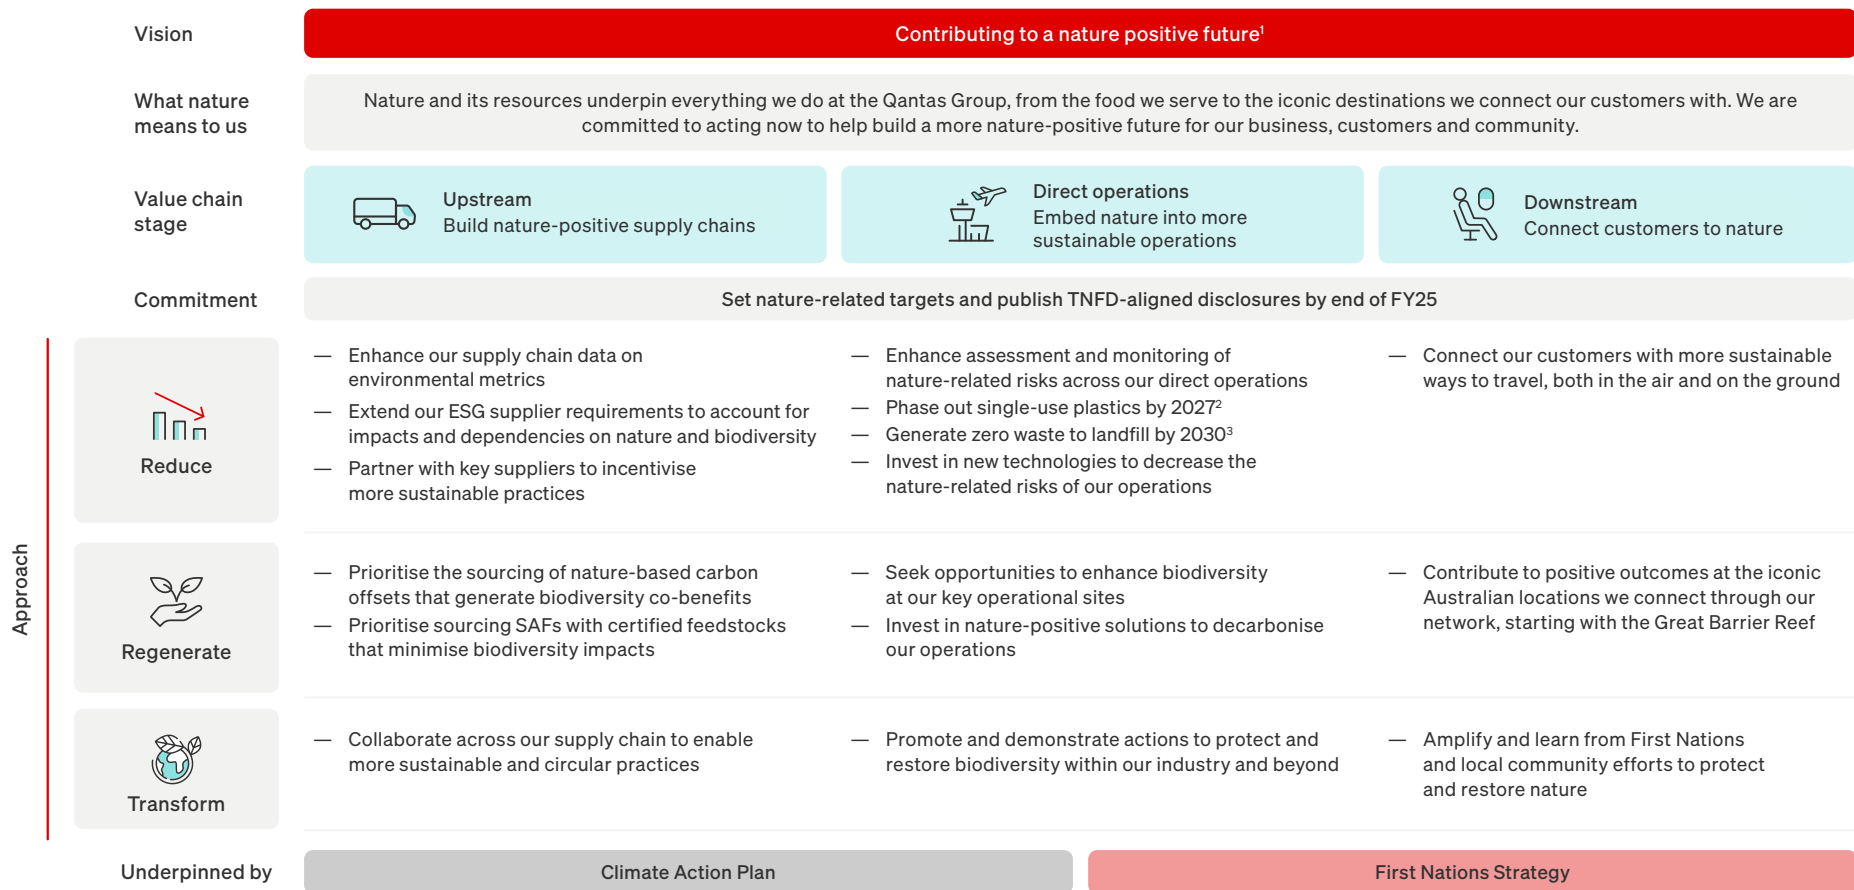 Vision
Contributing to a nature positive future¹
What nature
means to us
Nature and its resources underpin everything we do at the Qantas Group, from the food we serve to the iconic destinations we connect our customers with. We are
committed to acting now to help build a more nature-positive future for our business, customers and community.
Value chain
stage
Upstream
Build nature-positive supply chains
Direct operations
Embed nature into more
sustainable operations
Downstream
Connect customers to nature
Commitment
Set nature-related targets and publish TNFD-aligned disclosures by end of FY25
Approach
Reduce
— Enhance our supply chain data on
environmental metrics
— Extend our ESG supplier requirements to account for
impacts and dependencies on nature and biodiversity
— Partner with key suppliers to incentivise
more sustainable practices
— Enhance assessment and monitoring of
nature-related risks across our direct operations
— Phase out single-use plastics by 2027²
— Generate zero waste to landfill by 2030³
— Invest in new technologies to decrease the
nature-related risks of our operations
— Connect our customers with more sustainable
ways to travel, both in the air and on the ground
Regenerate
— Prioritise the sourcing of nature-based carbon
offsets that generate biodiversity co-benefits
— Prioritise sourcing SAFs with certified feedstocks
that minimise biodiversity impacts
— Seek opportunities to enhance biodiversity
at our key operational sites
— Invest in nature-positive solutions to decarbonise
our operations
— Contribute to positive outcomes at the iconic
Australian locations we connect through our
network, starting with the Great Barrier Reef
Transform
— Collaborate across our supply chain to enable
more sustainable and circular practices
— Promote and demonstrate actions to protect and
restore biodiversity within our industry and beyond
— Amplify and learn from First Nations
and local community efforts to protect
and restore nature
Underpinned by
Climate Action Plan
First Nations Strategy